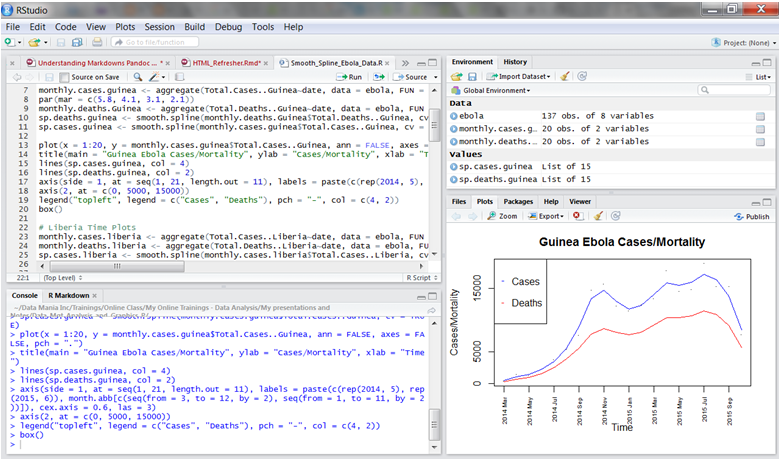 RStudio
File Edit Code View Plots Session Build Debug Tools Help
Go to file/function
Project: (None)
Understanding Markdowns Pandoc ... *
HTML_Refresher.Rmd*
Smooth_Spline_Ebola_Data.R
Source on Save
Run
Source
7 monthly.cases.guinea <- aggregate(Total.Cases..Guinea~date, data = ebola, FUN =
8 par(mar = c(5.8, 4.1, 3.1, 2.1))
9 monthly.deaths.Guinea <- aggregate(Total.Deaths..Guinea~date, data = ebola, FUN
10 sp.deaths.guinea <- smooth.spline(monthly.deaths.guinea$Total.Deaths..Guinea, cv
11 sp.cases.guinea <- smooth.spline(monthly.cases.guinea$Total.Cases..Guinea, cv =
12
13 plot(x = 1:20, y = monthly.cases.guinea$Total.Cases..Guinea, ann = FALSE, axes =
14 title(main = "Guinea Ebola Cases/Mortality", ylab = "Cases/Mortality", xlab = "T
15 lines(sp.cases.guinea, col = 4)
16 lines(sp.deaths.guinea, col = 2)
17 axis(side = 1, at = seq(1, 21, length.out = 11), labels = paste(c(rep(2014, 5),
18 axis(2, at = c(0, 5000, 15000))
19 legend("topleft", legend = c("Cases", "Deaths"), pch = "-", col = c(4, 2))
20 box()
21
22 # Liberia Time Plots
23 monthly.cases.liberia <- aggregate(Total.Cases..Liberia~date, data = ebola, FUN
24 monthly.deaths.liberia <- aggregate(Total.Deaths..Liberia~date, data = ebola, FU
25 sp.cases.liberia <- smooth.spline(monthly.cases.liberia$Total.Cases..Liberia, cv
26
22:1 (Top Level) R Script
Console R Markdown
~/Data Mania Inc/Trainings/Online Class/My Online Trainings - Data Analysis/My presentations and
E)
> plot(x = 1:20, y = monthly.cases.guinea$Total.Cases..Guinea, ann = FALSE, axes = FA
LSE, pch = ".")
> title(main = "Guinea Ebola Cases/Mortality", ylab = "Cases/Mortality", xlab = "Time
")
> lines(sp.cases.guinea, col = 4)
> lines(sp.deaths.guinea, col = 2)
> axis(side = 1, at = seq(1, 21, length.out = 11), labels = paste(c(rep(2014, 5), rep
(2015, 6)), month.abb[c(seq(from = 3, to = 12, by = 2), seq(from = 1, to = 11, by = 2
))]), cex.axis = 0.6, las = 3)
> axis(2, at = c(0, 5000, 15000))
> legend("topleft", legend = c("Cases", "Deaths"), pch = "-", col = c(4, 2))
> box()
>
Environment History
Import Dataset
List
Global Environment
Data
ebola 137 obs. of 8 variables
monthly.cases.g... 20 obs. of 2 variables
monthly.deaths... 20 obs. of 2 variables
Values
sp.cases.guinea List of 15
sp.deaths.guinea List of 15
Files Plots Packages Help Viewer
Zoom Export Publish
Guinea Ebola Cases/Mortality
Cases
Deaths
Cases/Mortality
15000
5000
0
2014 Mar
2014 May
2014 Jul
2014 Sep
2014 Nov
2015 Jan
2015 Mar
2015 May
2015 Jul
2015 Sep
Time